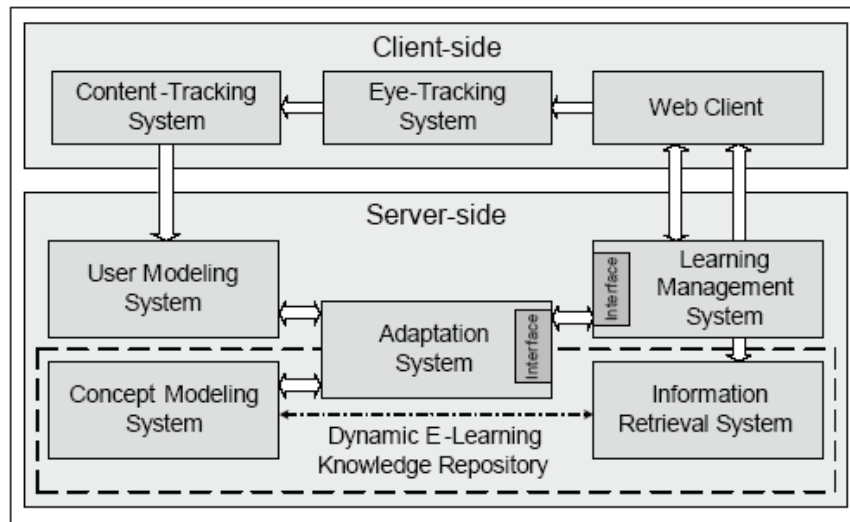 Client-side
Content-Tracking
System
Eye-Tracking
System
Web Client
Server-side
User Modeling
System
Adaptation
System
Interface
Interface
Learning
Management
System
Concept Modeling
System
Dynamic E-Learning
Knowledge Repository
Information
Retrieval System